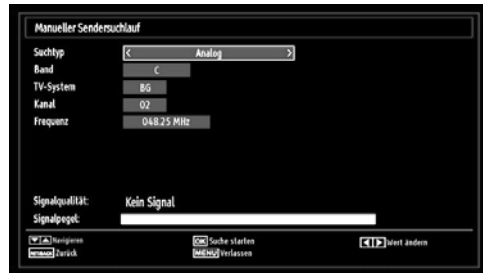 Manueller Sendersuchlauf
Suchtyp < Analog >
Band C
TV-System BG
Kanal 02
Frequenz 048.25 MHz
Signalqualität: Kein Signal
Signalpegel:
Navigieren OK Suche starten Wert ändern
RETBACK Zurück MENU Verlassen